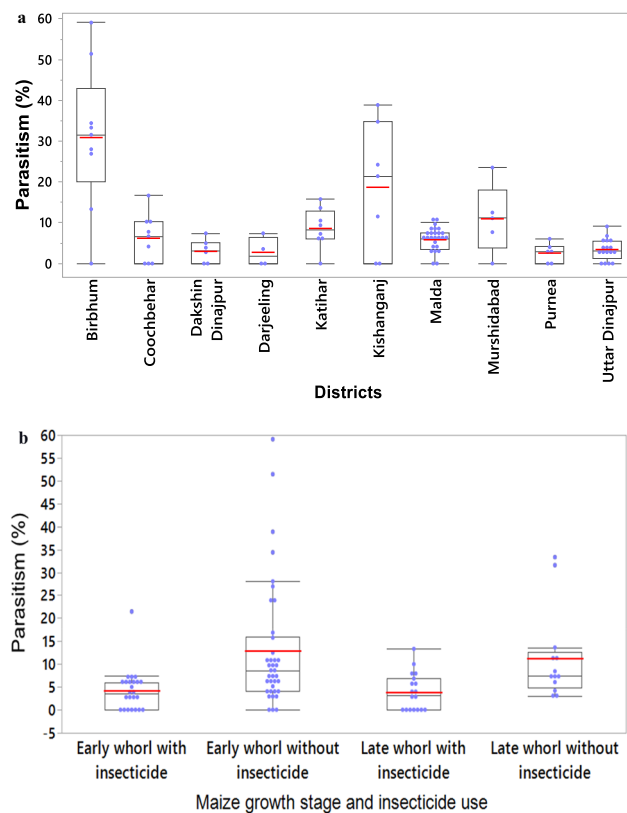 a
Parasitism (%)
60
50
40
30
20
10
0
Birbhum
Coochbehar
Dakshin
Dinajpur
Darjeeling
Katihar
Kishanganj
Malda
Murshidabad
Purnea
Uttar Dinajpur
Districts
b
Parasitism (%)
60
55
50
45
40
35
30
25
20
15
10
5
0
-5
Early whorl with
insecticide
Early whorl without
insecticide
Late whorl with
insecticide
Late whorl without
insecticide
Maize growth stage and insecticide use